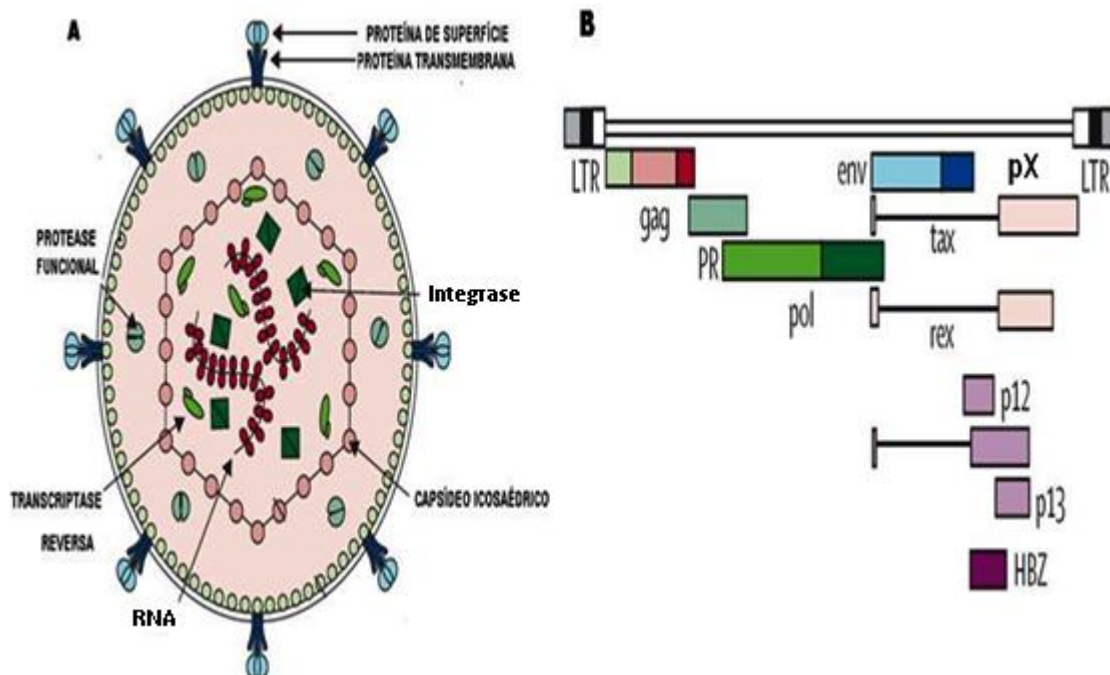 A
PROTEÍNA DE SUPERFÍCIE
PROTEÍNA TRANSMEMBRANA
PROTEASE
FUNCIONAL
Integrase
TRANSCRIPTASE
REVERSA
CAPSÍDEO ICOSAÉDRICO
RNA
B
LTR
env
pX
LTR
gag
tax
PR
pol
rex
p12
p13
HBZ